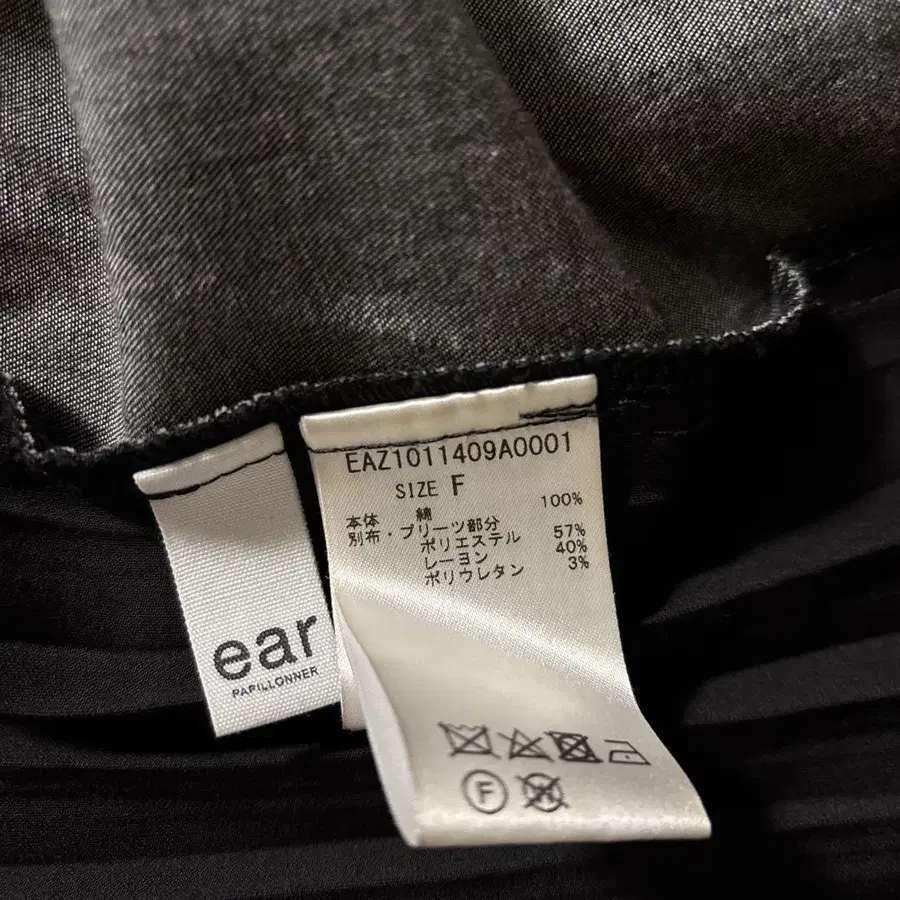 EAZ1011409A0001
SIZE F
本体 綿 100%
別布・プリーツ部分
ポリエステル 57%
レーヨン 40%
ポリウレタン 3%
ear
PAPILLONNER
F
W